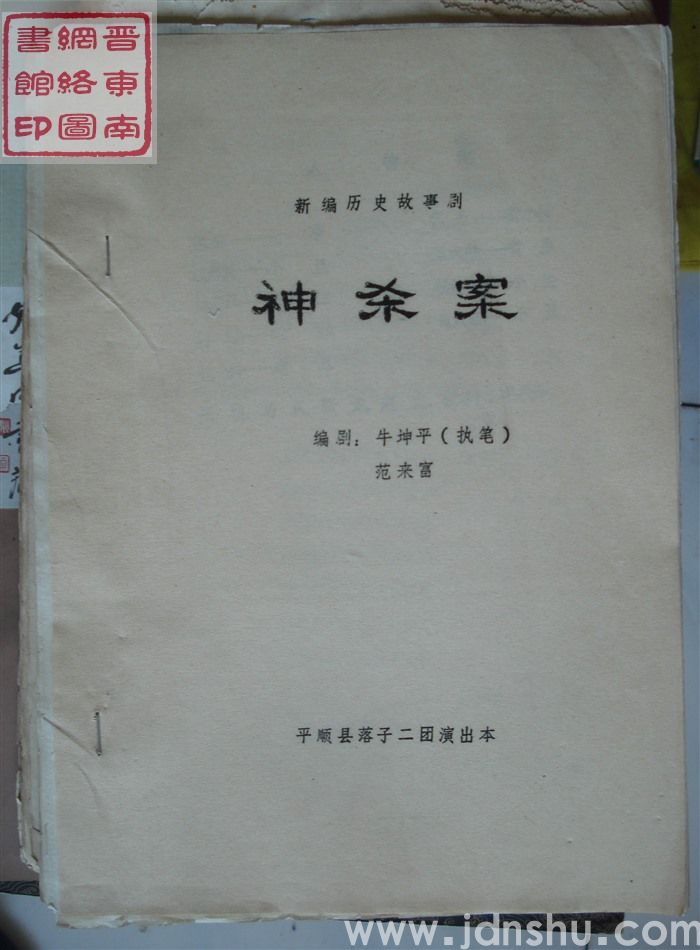 晋東南
網絡圖
書館印
新编历史故事剧
神杀案
编剧：牛坤平（执笔）
范来富
平顺县落子二团演出本
www.jdnshu.com